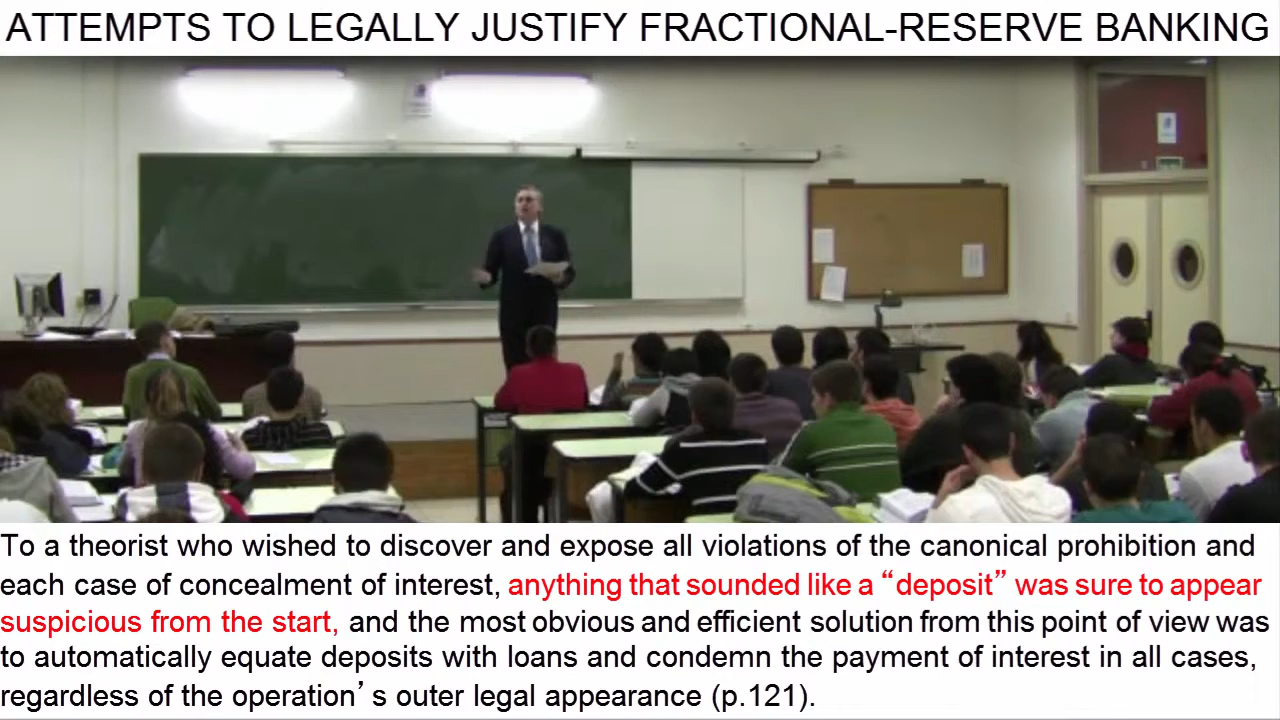 ATTEMPTS TO LEGALLY JUSTIFY FRACTIONAL-RESERVE BANKING
To a theorist who wished to discover and expose all violations of the canonical prohibition and
each case of concealment of interest, anything that sounded like a “deposit” was sure to appear
suspicious from the start, and the most obvious and efficient solution from this point of view was
to automatically equate deposits with loans and condemn the payment of interest in all cases,
regardless of the operation’s outer legal appearance (p.121).